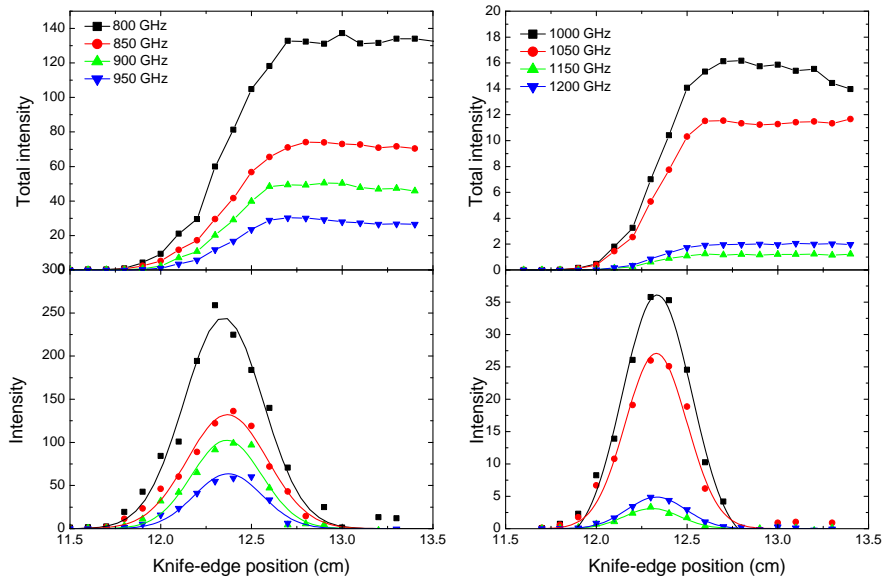 140
120
100
80
60
40
20
0
Total intensity
800 GHz
850 GHz
900 GHz
950 GHz
20
18
16
14
12
10
8
6
4
2
0
Total intensity
1000 GHz
1050 GHz
1150 GHz
1200 GHz
300
250
200
150
100
50
0
Intensity
11.5 12.0 12.5 13.0 13.5
Knife-edge position (cm)
35
30
25
20
15
10
5
0
Intensity
11.5 12.0 12.5 13.0 13.5
Knife-edge position (cm)